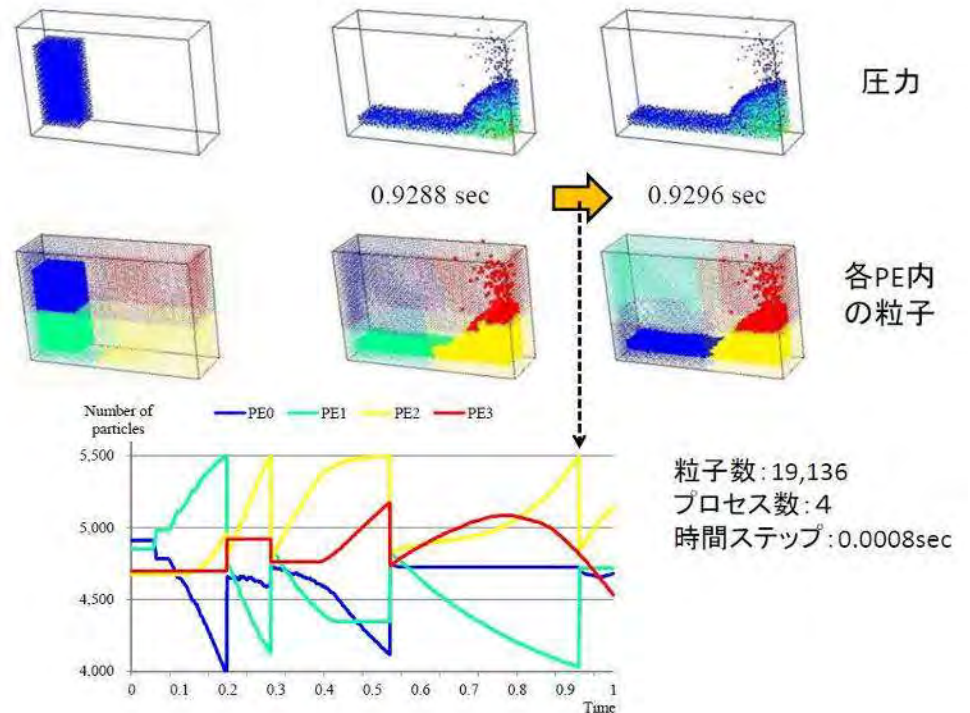 圧力
0.9288 sec
0.9296 sec
各PE内
の粒子
Number of
particles
PE0
PE1
PE2
PE3
5,500
5,000
4,500
4,000
0
0.1
0.2
0.3
0.4
0.5
0.6
0.7
0.8
0.9
1
Time
粒子数:19,136
プロセス数:4
時間ステップ:0.0008sec